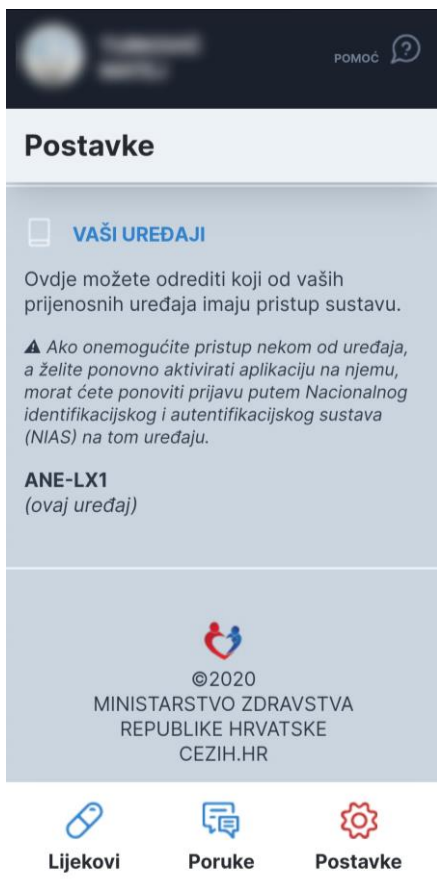 POMOĆ
Postavke
VAŠI UREĐAJI
Ovdje možete odrediti koji od vaših
prijenosnih uređaja imaju pristup sustavu.
Ako onemogućite pristup nekom od uređaja,
a želite ponovno aktivirati aplikaciju na njemu,
morat ćete ponoviti prijavu putem Nacionalnog
identifikacijskog i autentifikacijskog sustava
(NIAS) na tom uređaju.
ANE-LX1
(ovaj uređaj)
©2020
MINISTARSTVO ZDRAVSTVA
REPUBLIKE HRVATSKE
CEZIH.HR
Lijekovi Poruke Postavke